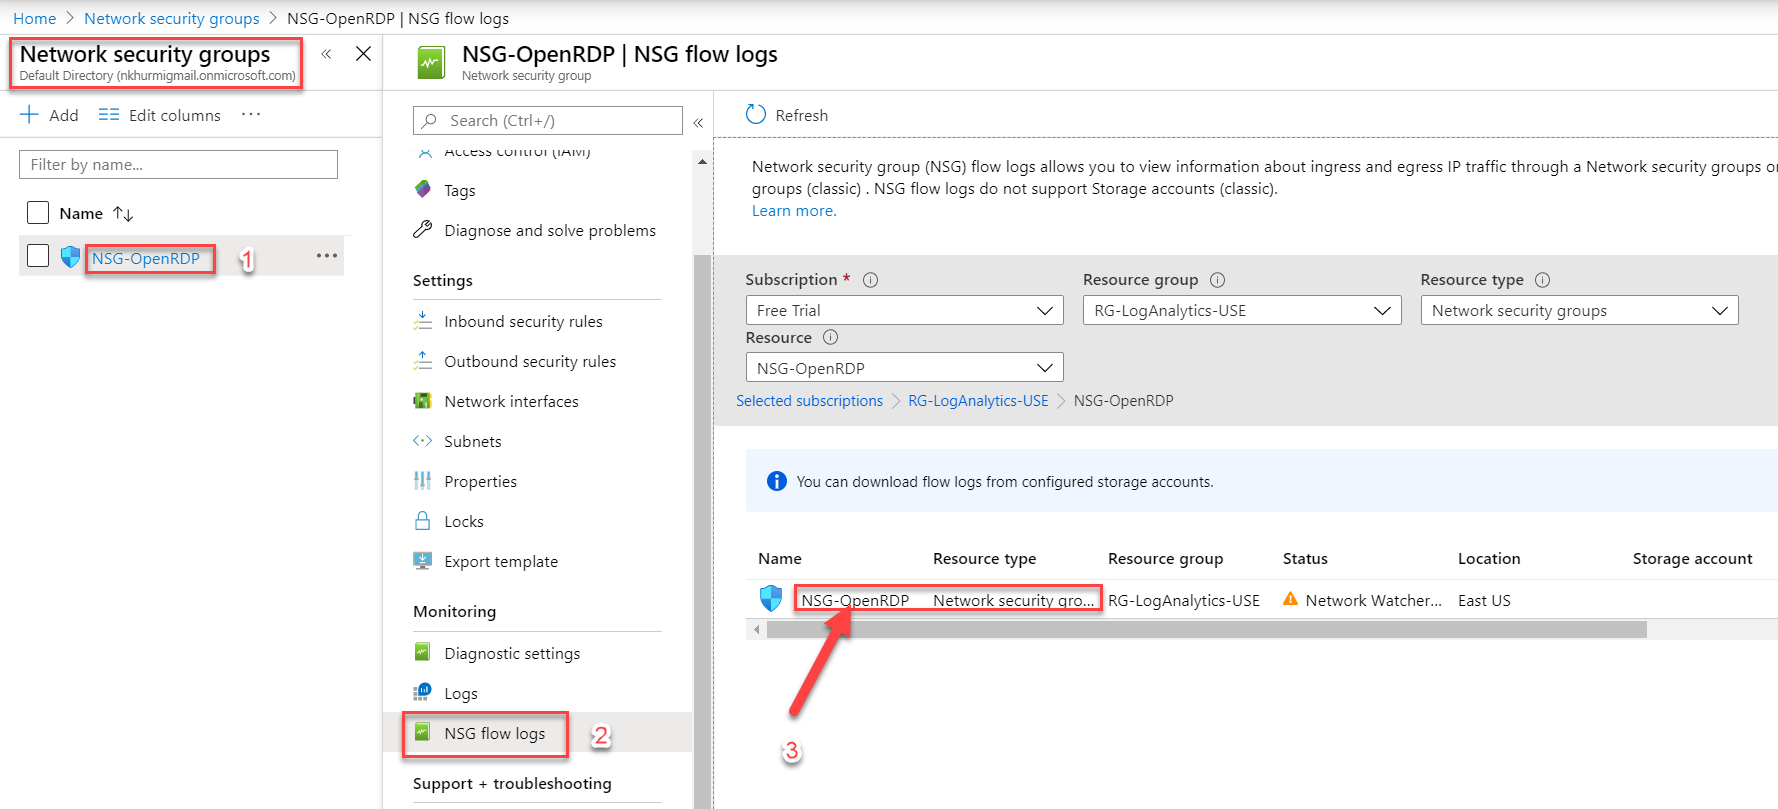 Home > Network security groups > NSG-OpenRDP | NSG flow logs
Network security groups
Default Directory (nkhurmigmail.onmicrosoft.com)
Add Edit columns ...
Filter by name...
Name
NSG-OpenRDP 1
NSG-OpenRDP | NSG flow logs
Network security group
Search (Ctrl+/)
Access control (IAM)
Tags
Diagnose and solve problems
Settings
Inbound security rules
Outbound security rules
Network interfaces
Subnets
Properties
Locks
Export template
Monitoring
Diagnostic settings
Logs
NSG flow logs 2
Support + troubleshooting
Refresh
Network security group (NSG) flow logs allows you to view information about ingress and egress IP traffic through a Network security groups or
groups (classic) . NSG flow logs do not support Storage accounts (classic).
Learn more.
Subscription * Resource group Resource type
Free Trial RG-LogAnalytics-USE Network security groups
Resource
NSG-OpenRDP
Selected subscriptions > RG-LogAnalytics-USE > NSG-OpenRDP
You can download flow logs from configured storage accounts.
Name Resource type Resource group Status Location Storage account
NSG-OpenRDP Network security gro... RG-LogAnalytics-USE Network Watcher... East US
3